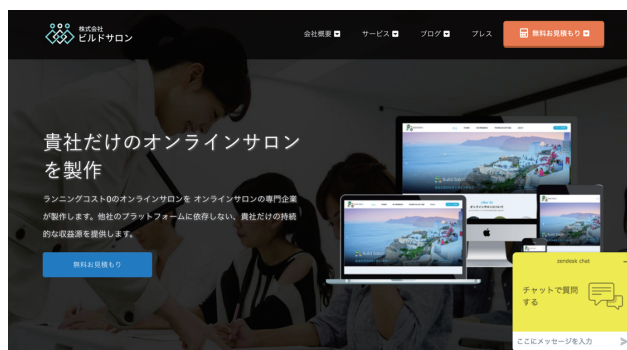 株式会社
ビルドサロン
会社概要
サービス
ブログ
プレス
無料お見積もり
貴社だけのオンラインサロン
を製作
ランニングコスト0のオンラインサロンを オンラインサロンの専門企業
が製作します。他社のプラットフォームに依存しない、貴社だけの持続
的な収益源を提供します。
無料お見積もり
Build Salon
zendesk chat
チャットで質問
する
ここにメッセージを入力